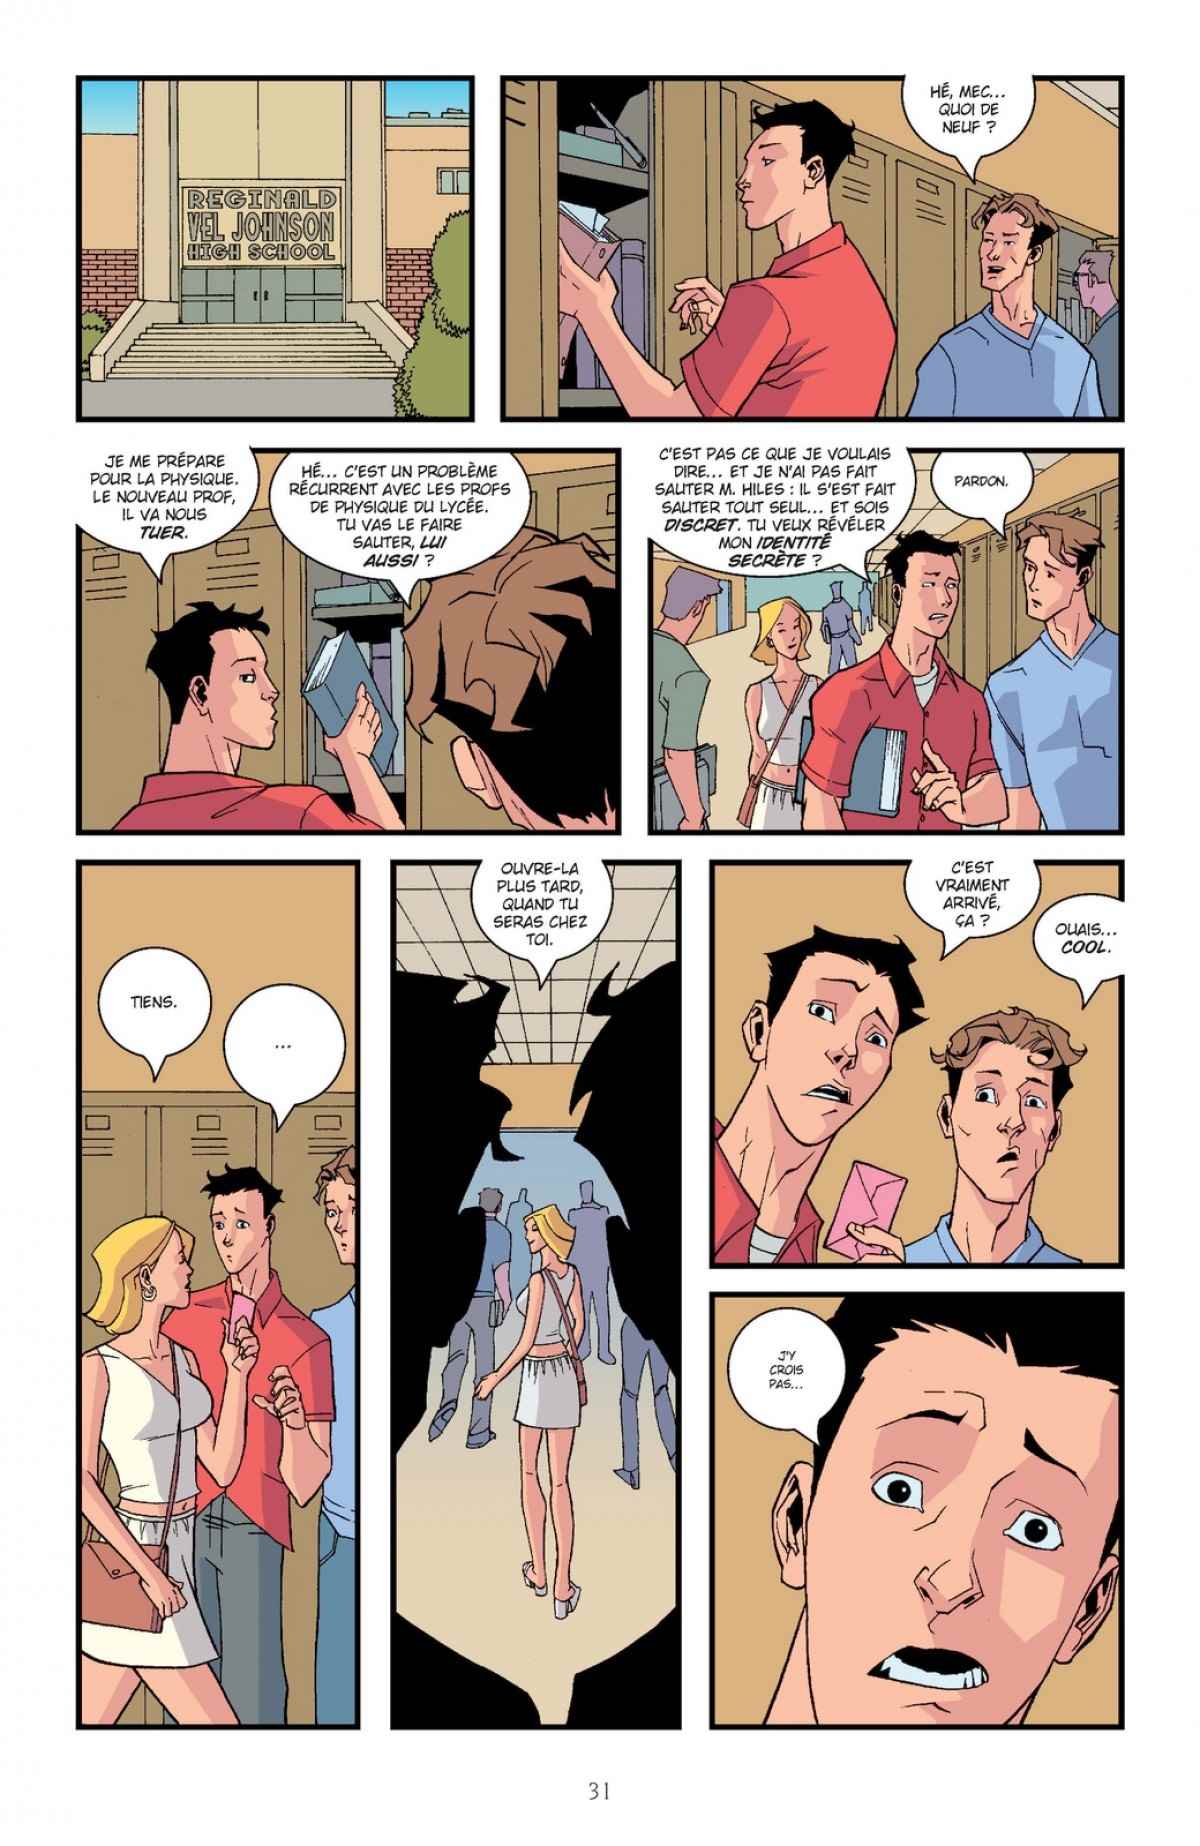 REGINALD
VEL JOHNSON
HIGH SCHOOL
HÉ, MEC...
QUOI DE
NEUF ?
JE ME PRÉPARE
POUR LA PHYSIQUE.
LE NOUVEAU PROF,
IL VA NOUS
TUER.
HÉ... C'EST UN PROBLÈME
RÉCURRENT AVEC LES PROFS
DE PHYSIQUE DU LYCÉE.
TU VAS LE FAIRE
SAUTER, LUI
AUSSI ?
C'EST PAS CE QUE JE VOULAIS
DIRE... ET JE N'AI PAS FAIT
SAUTER M. HILES : IL S'EST FAIT
SAUTER TOUT SEUL... ET SOIS
DISCRET. TU VEUX RÉVÉLER
MON IDENTITÉ
SECRÈTE ?
PARDON.
TIENS.
...
OUVRE-LA
PLUS TARD,
QUAND TU
SERAS CHEZ
TOI.
C'EST
VRAIMENT
ARRIVÉ,
ÇA ?
OUAIS...
COOL.
J'Y
CROIS
PAS...
31